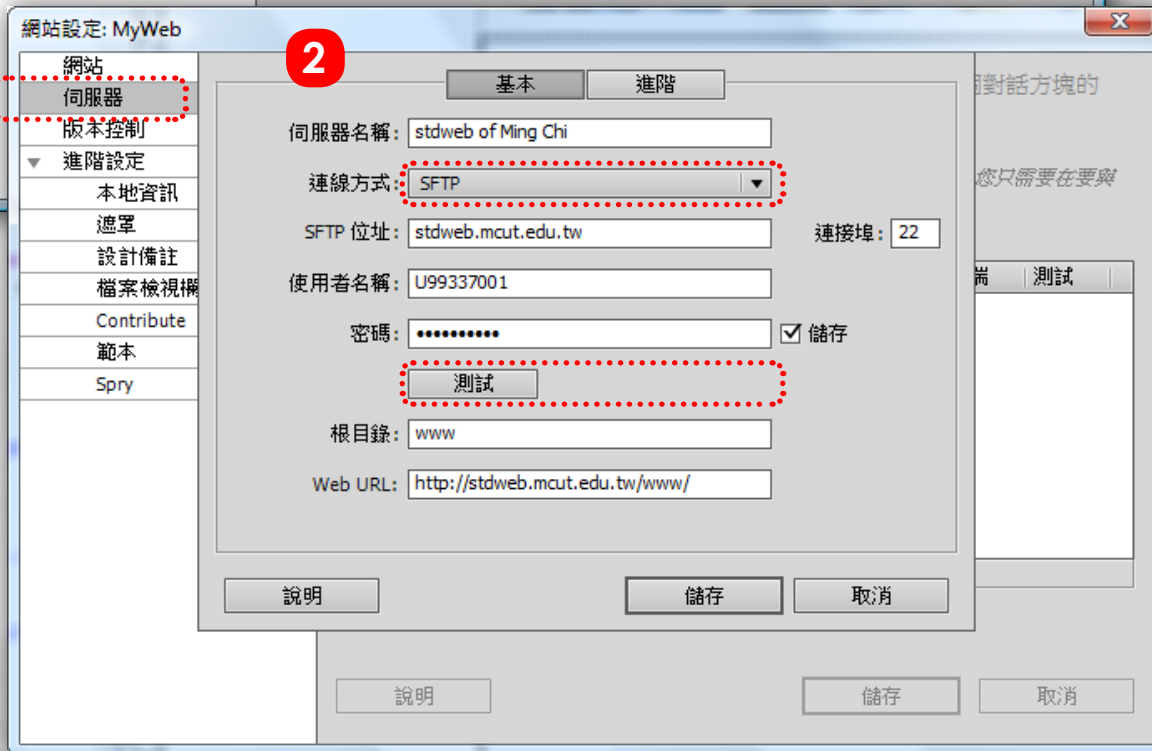 網站設定: MyWeb
2
網站
伺服器
版本控制
進階設定
本地資訊
遮罩
設計備註
檔案檢視欄
Contribute
範本
Spry
基本 進階
伺服器名稱: stdweb of Ming Chi
連線方式: SFTP
SFTP 位址: stdweb.mcut.edu.tw 連接埠: 22
使用者名稱: U99337001
密碼: •••••••••• 儲存
測試
根目錄: www
Web URL: http://stdweb.mcut.edu.tw/www/
說明 儲存 取消
對話方塊的
您只需要在要與
端 測試
說明 儲存 取消